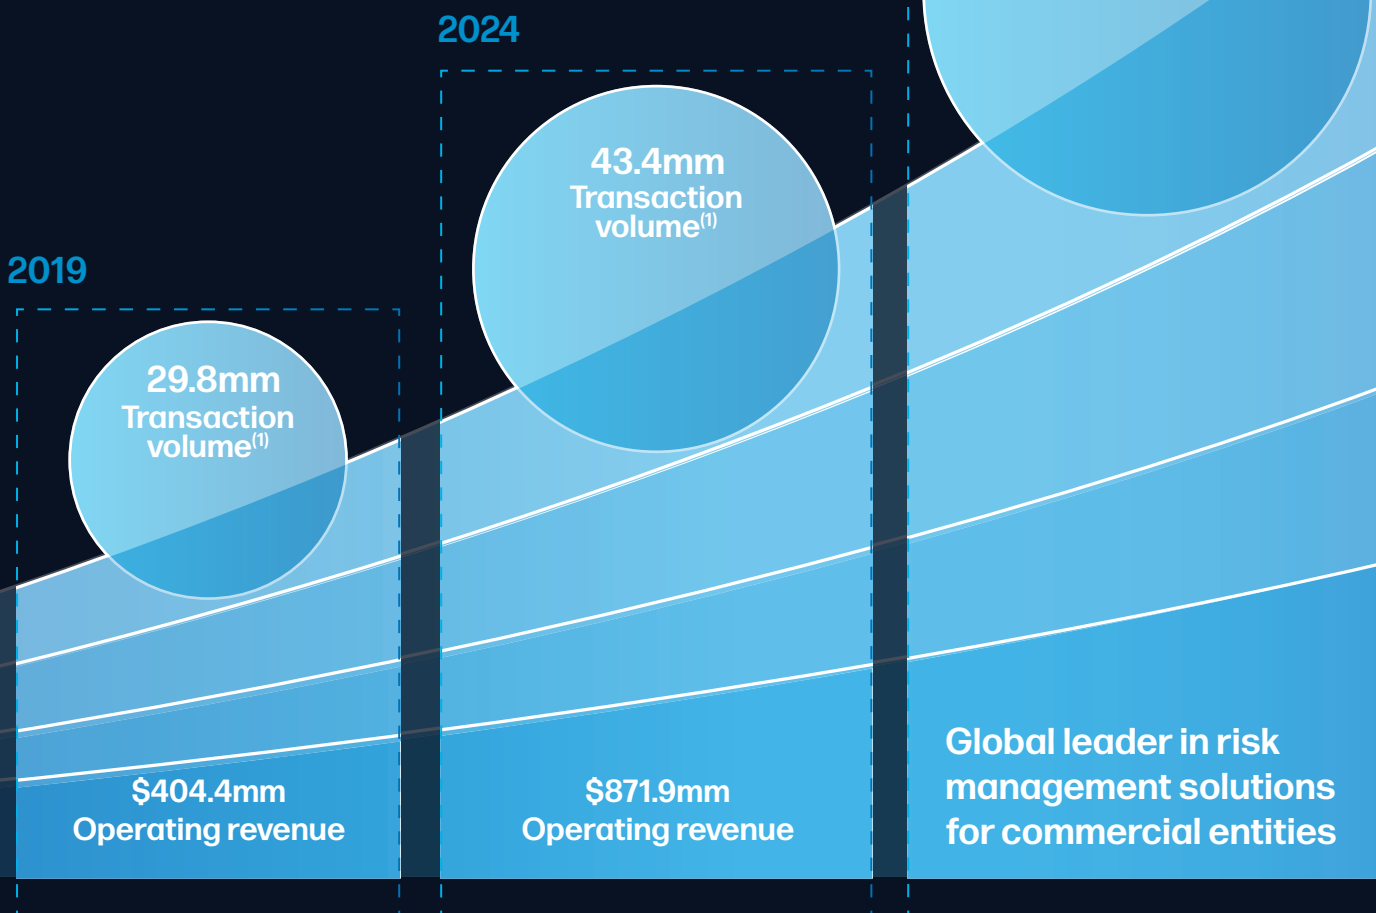 2024
43.4mm
Transaction
volume(1)
2019
29.8mm
Transaction
volume(1)
$404.4mm
Operating revenue
$871.9mm
Operating revenue
Global leader in risk
management solutions
for commercial entities